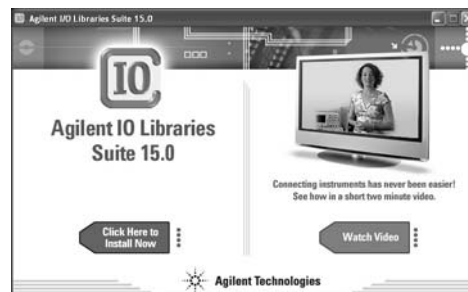 Agilent I/O Libraries Suite 15.0
IO
Agilent IO Libraries
Suite 15.0
Connecting instruments has never been easier!
See how in a short two minute video.
Click Here to
Install Now
Watch Video
Agilent Technologies